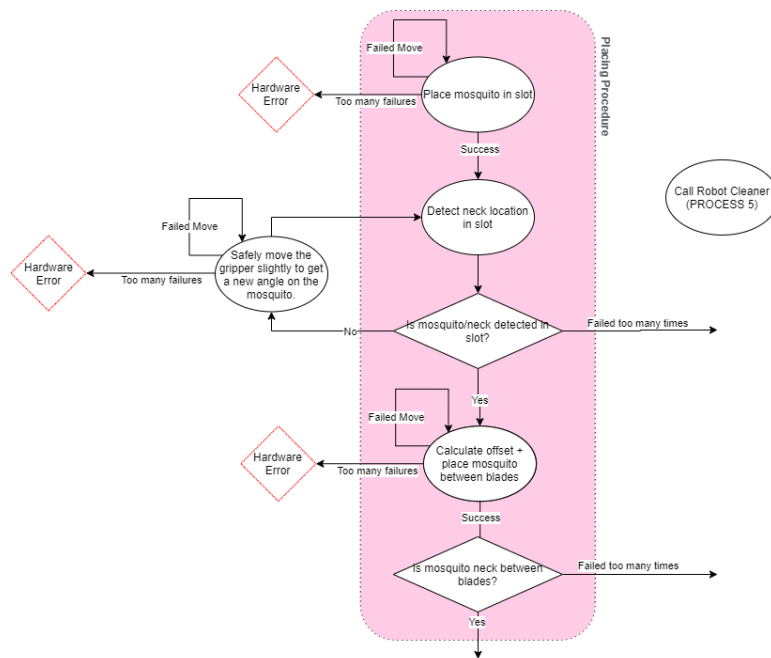 Failed Move
Hardware
Error
Too many failures
Place mosquito in slot
Placing Procedure
Success
Call Robot Cleaner
(PROCESS 5)
Detect neck location
in slot
Failed Move
Hardware
Error
Too many failures
Safely move the
gripper slightly to get
a new angle on the
mosquito.
No
Is mosquito/neck detected in
slot?
Failed too many times
Yes
Failed Move
Hardware
Error
Too many failures
Calculate offset +
place mosquito
between blades
Success
Is mosquito neck between
blades?
Failed too many times
Yes